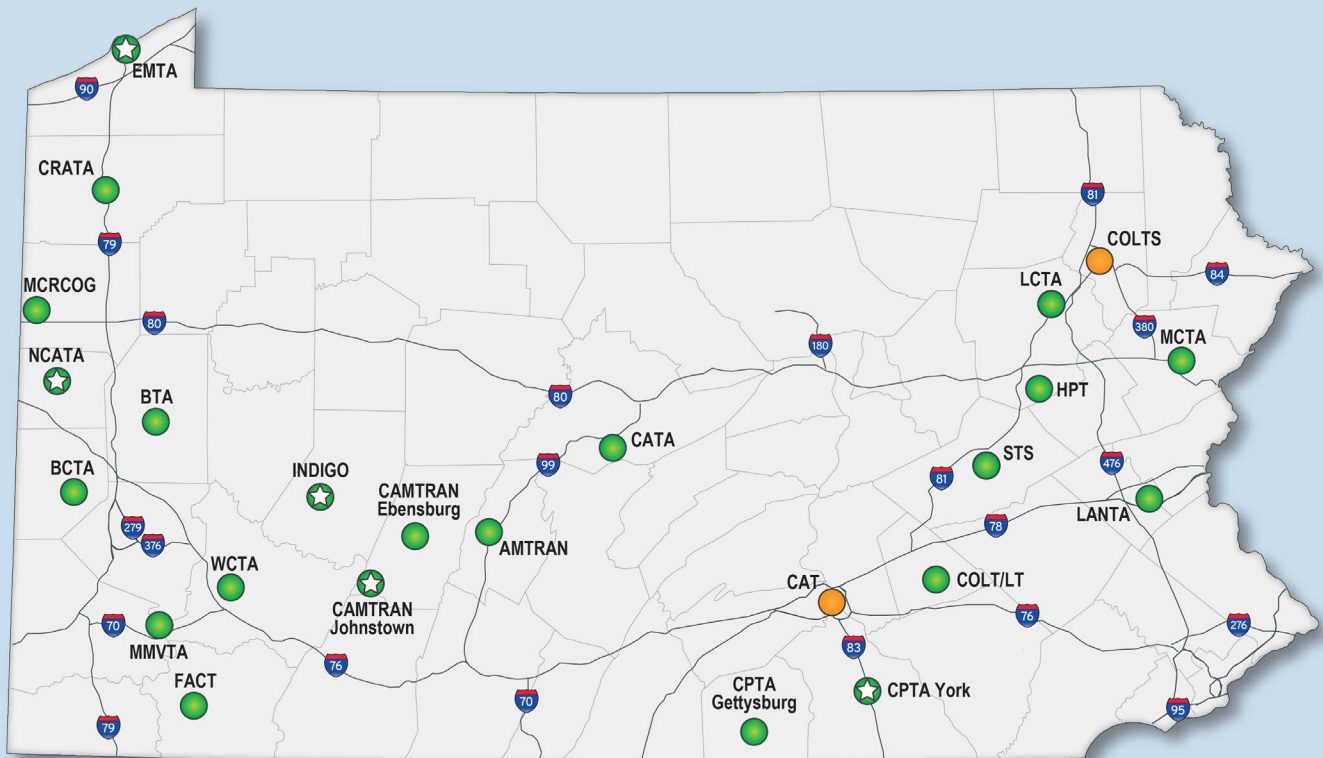 EMTA
90
CRATA
81
79
COLTS
84
LCTA
MCRCOG
80
380
MCTA
180
NCATA
HPT
BTA
80
CATA
STS
BCTA
99
INDIGO
81
476
CAMTRAN
Ebensburg
LANTA
279
78
376
AMTRAN
WCTA
CAT
COLT/LT
CAMTRAN
Johnstown
70
76
276
MMVTA
83
76
FACT
CPTA
Gettysburg
CPTA York
70
95
79